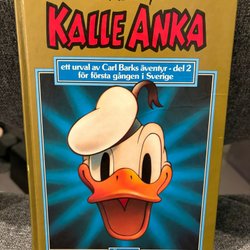 KALLE ANKA
ett urval av Carl Barks äventyr - del 2
för första gången i Sverige